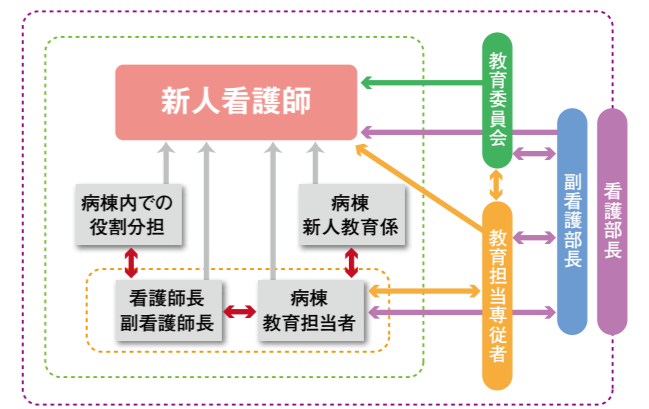 新人看護師
病棟内での
役割分担
病棟
新人教育係
看護師長
副看護師長
病棟
教育担当者
教育委員会
教育担当専従者
副看護部長
看護部長